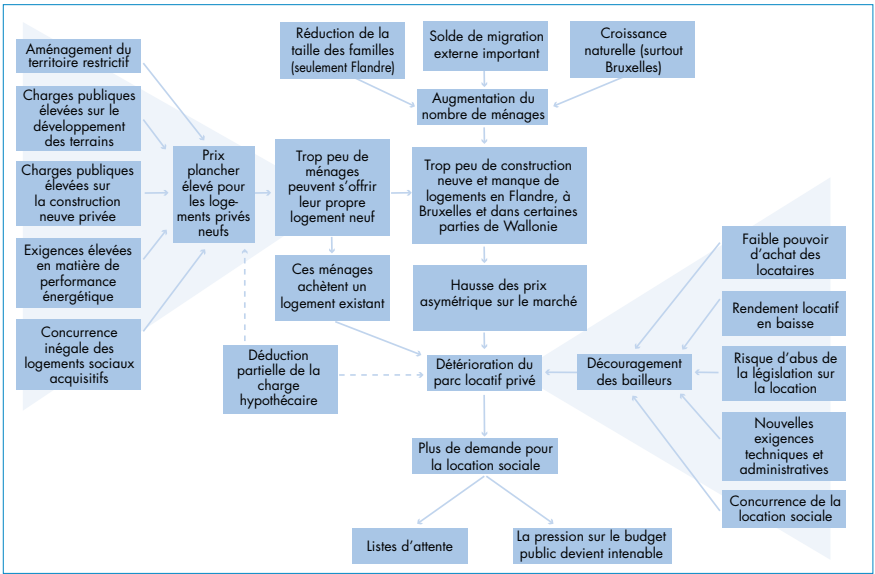 Aménagement du
territoire restrictif
Charges publiques
élevées sur le
développement
des terrains
Charges publiques
élevées sur
la construction
neuve privée
Exigences élevées
en matière de
performance
énergétique
Concurrence
inégale des
logements sociaux
acquisitifs
Prix
plancher
élevé pour
les loge-
ments privés
neufs
Réduction de la
taille des familles
(seulement Flandre)
Solde de migration
externe important
Croissance
naturelle (surtout
Bruxelles)
Augmentation du
nombre de ménages
Trop peu de
ménages
peuvent s’offrir
leur propre
logement neuf
Trop peu de construction
neuve et manque de
logements en Flandre, à
Bruxelles et dans certaines
parties de Wallonie
Ces ménages
achètent un
logement existant
Hausse des prix
asymétrique sur le marché
Déduction
partielle de la
charge
hypothécaire
Détérioration du
parc locatif privé
Découragement
des bailleurs
Faible pouvoir
d’achat des
locataires
Rendement locatif
en baisse
Risque d’abus de
la législation sur
la location
Nouvelles
exigences
techniques et
administratives
Concurrence de la
location sociale
Plus de demande pour
la location sociale
Listes d’attente
La pression sur le budget
public devient intenable